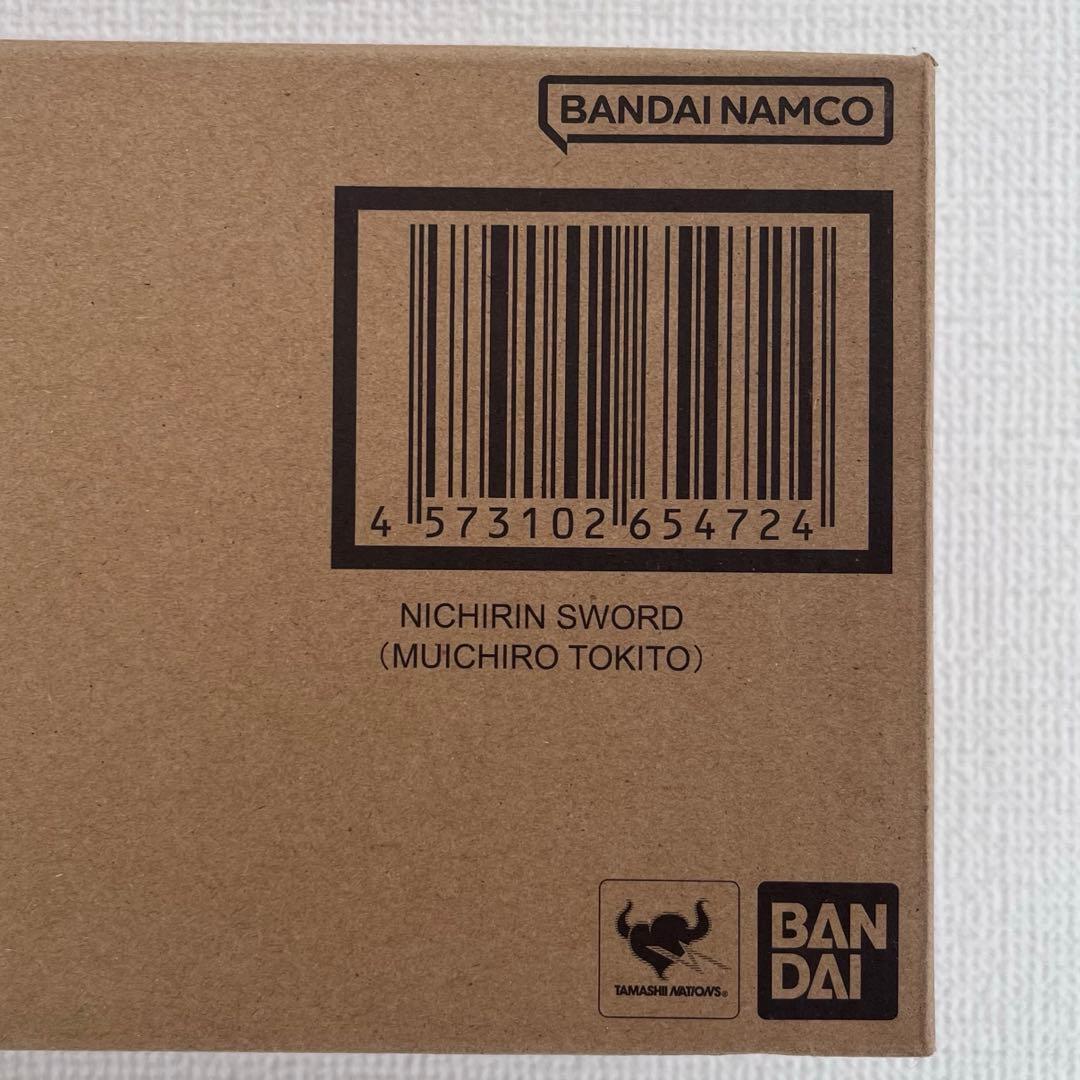 BANDAI NAMCO
4 573102 654724
NICHIRIN SWORD
（MUICHIRO TOKITO）
TAMASHII NATIONS®
BAN
DAI